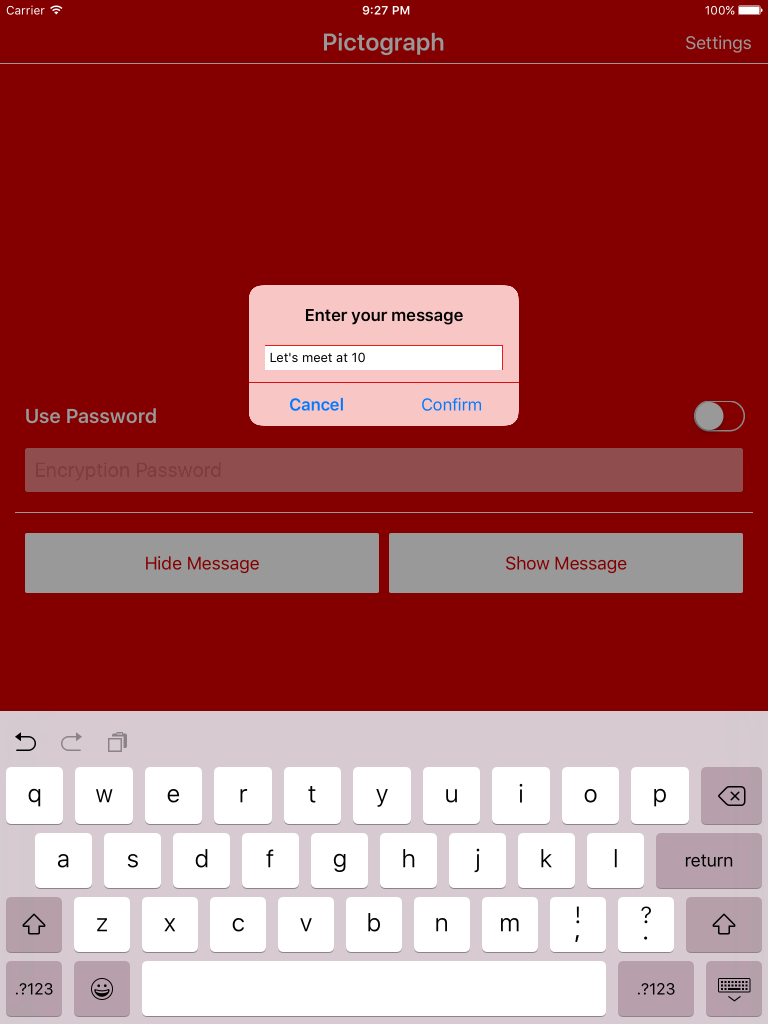 Carrier 9:27 PM 100%
Pictograph Settings
Enter your message
Let's meet at 10
Cancel Confirm
Use Password
Encryption Password
Hide Message Show Message
q w e r t y u i o p
a s d f g h j k l return
z x c v b n m ! , ? .
.?123 .?123